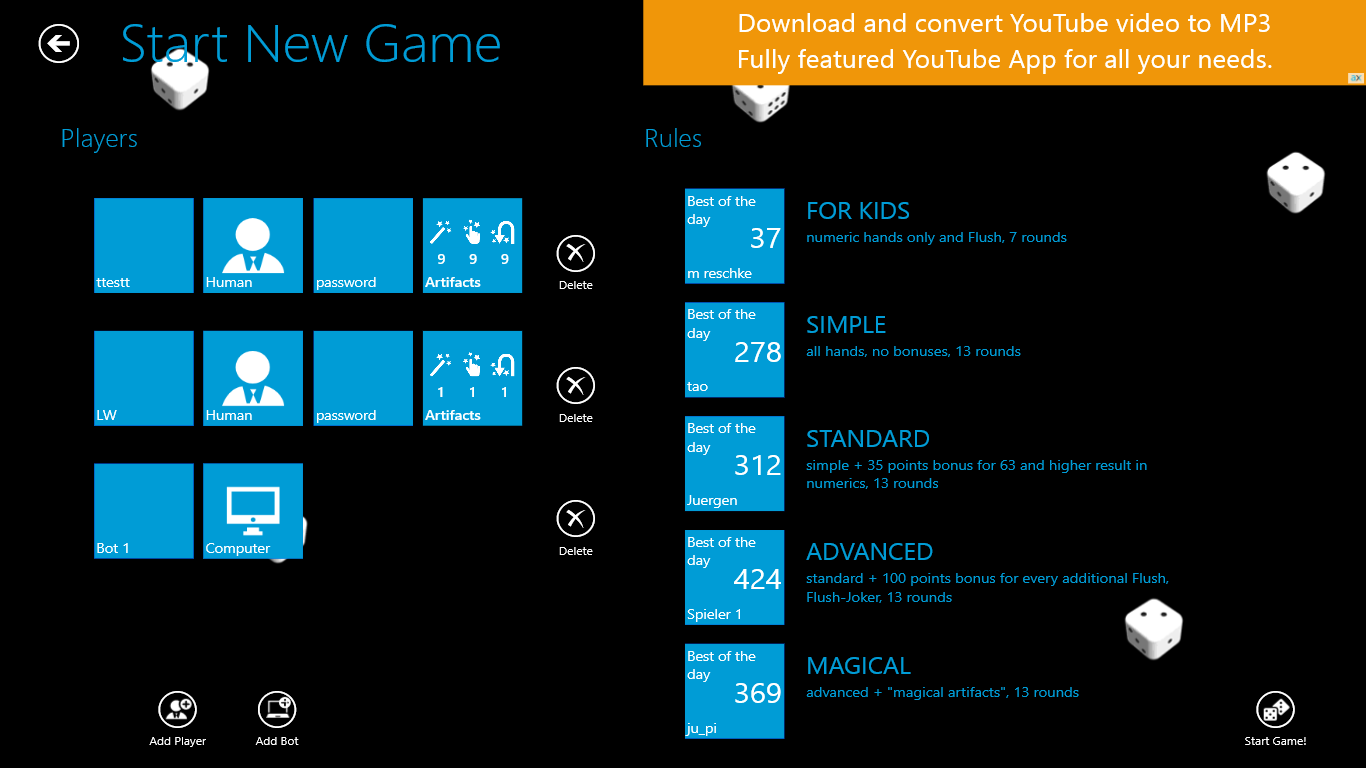 Start New Game
Download and convert YouTube video to MP3
Fully featured YouTube App for all your needs.
ax
Players
9 9 9
ttestt
Human
password
Artifacts
Delete
1 1 1
LW
Human
password
Artifacts
Delete
Bot 1
Computer
Delete
Add Player
Add Bot
Rules
Best of the
day
37
m reschke
FOR KIDS
numeric hands only and Flush, 7 rounds
Best of the
day
278
tao
SIMPLE
all hands, no bonuses, 13 rounds
Best of the
day
312
Juergen
STANDARD
simple + 35 points bonus for 63 and higher result in
numerics, 13 rounds
Best of the
day
424
Spieler 1
ADVANCED
standard + 100 points bonus for every additional Flush,
Flush-Joker, 13 rounds
Best of the
day
369
ju_pi
MAGICAL
advanced + "magical artifacts", 13 rounds
Start Game!